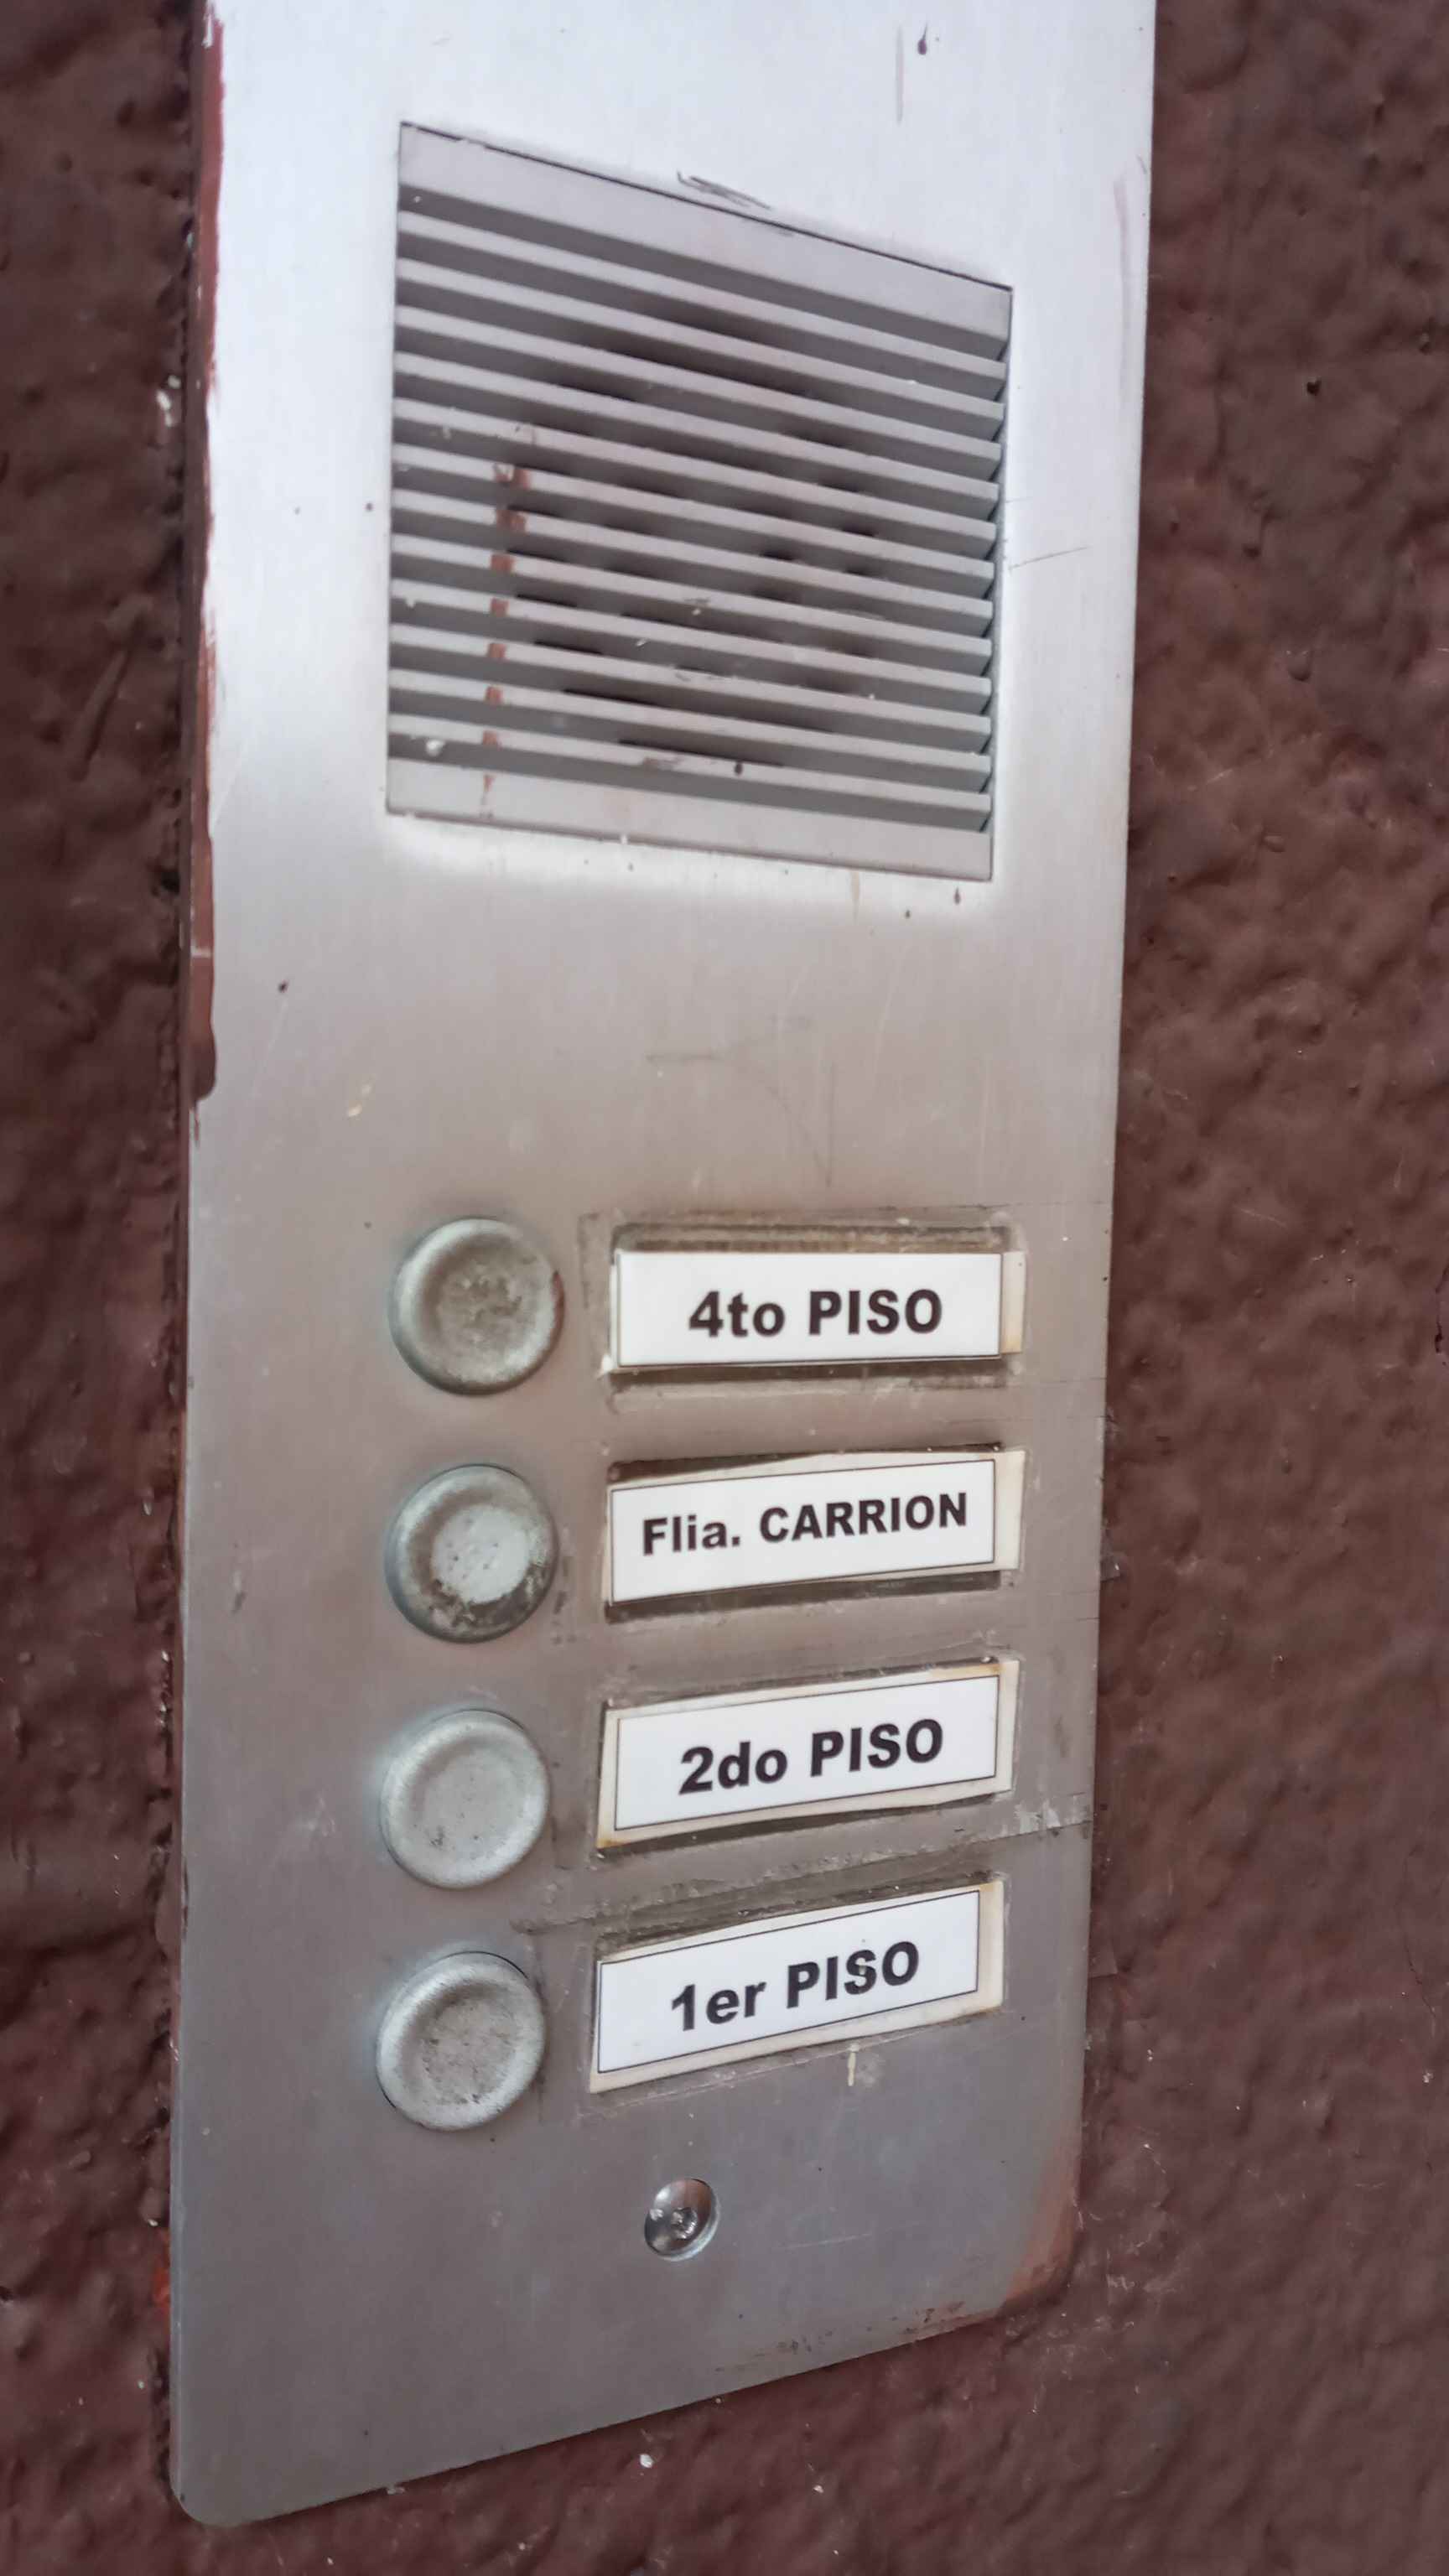 4to PISO
Flia. CARRION
2do PISO
1er PISO